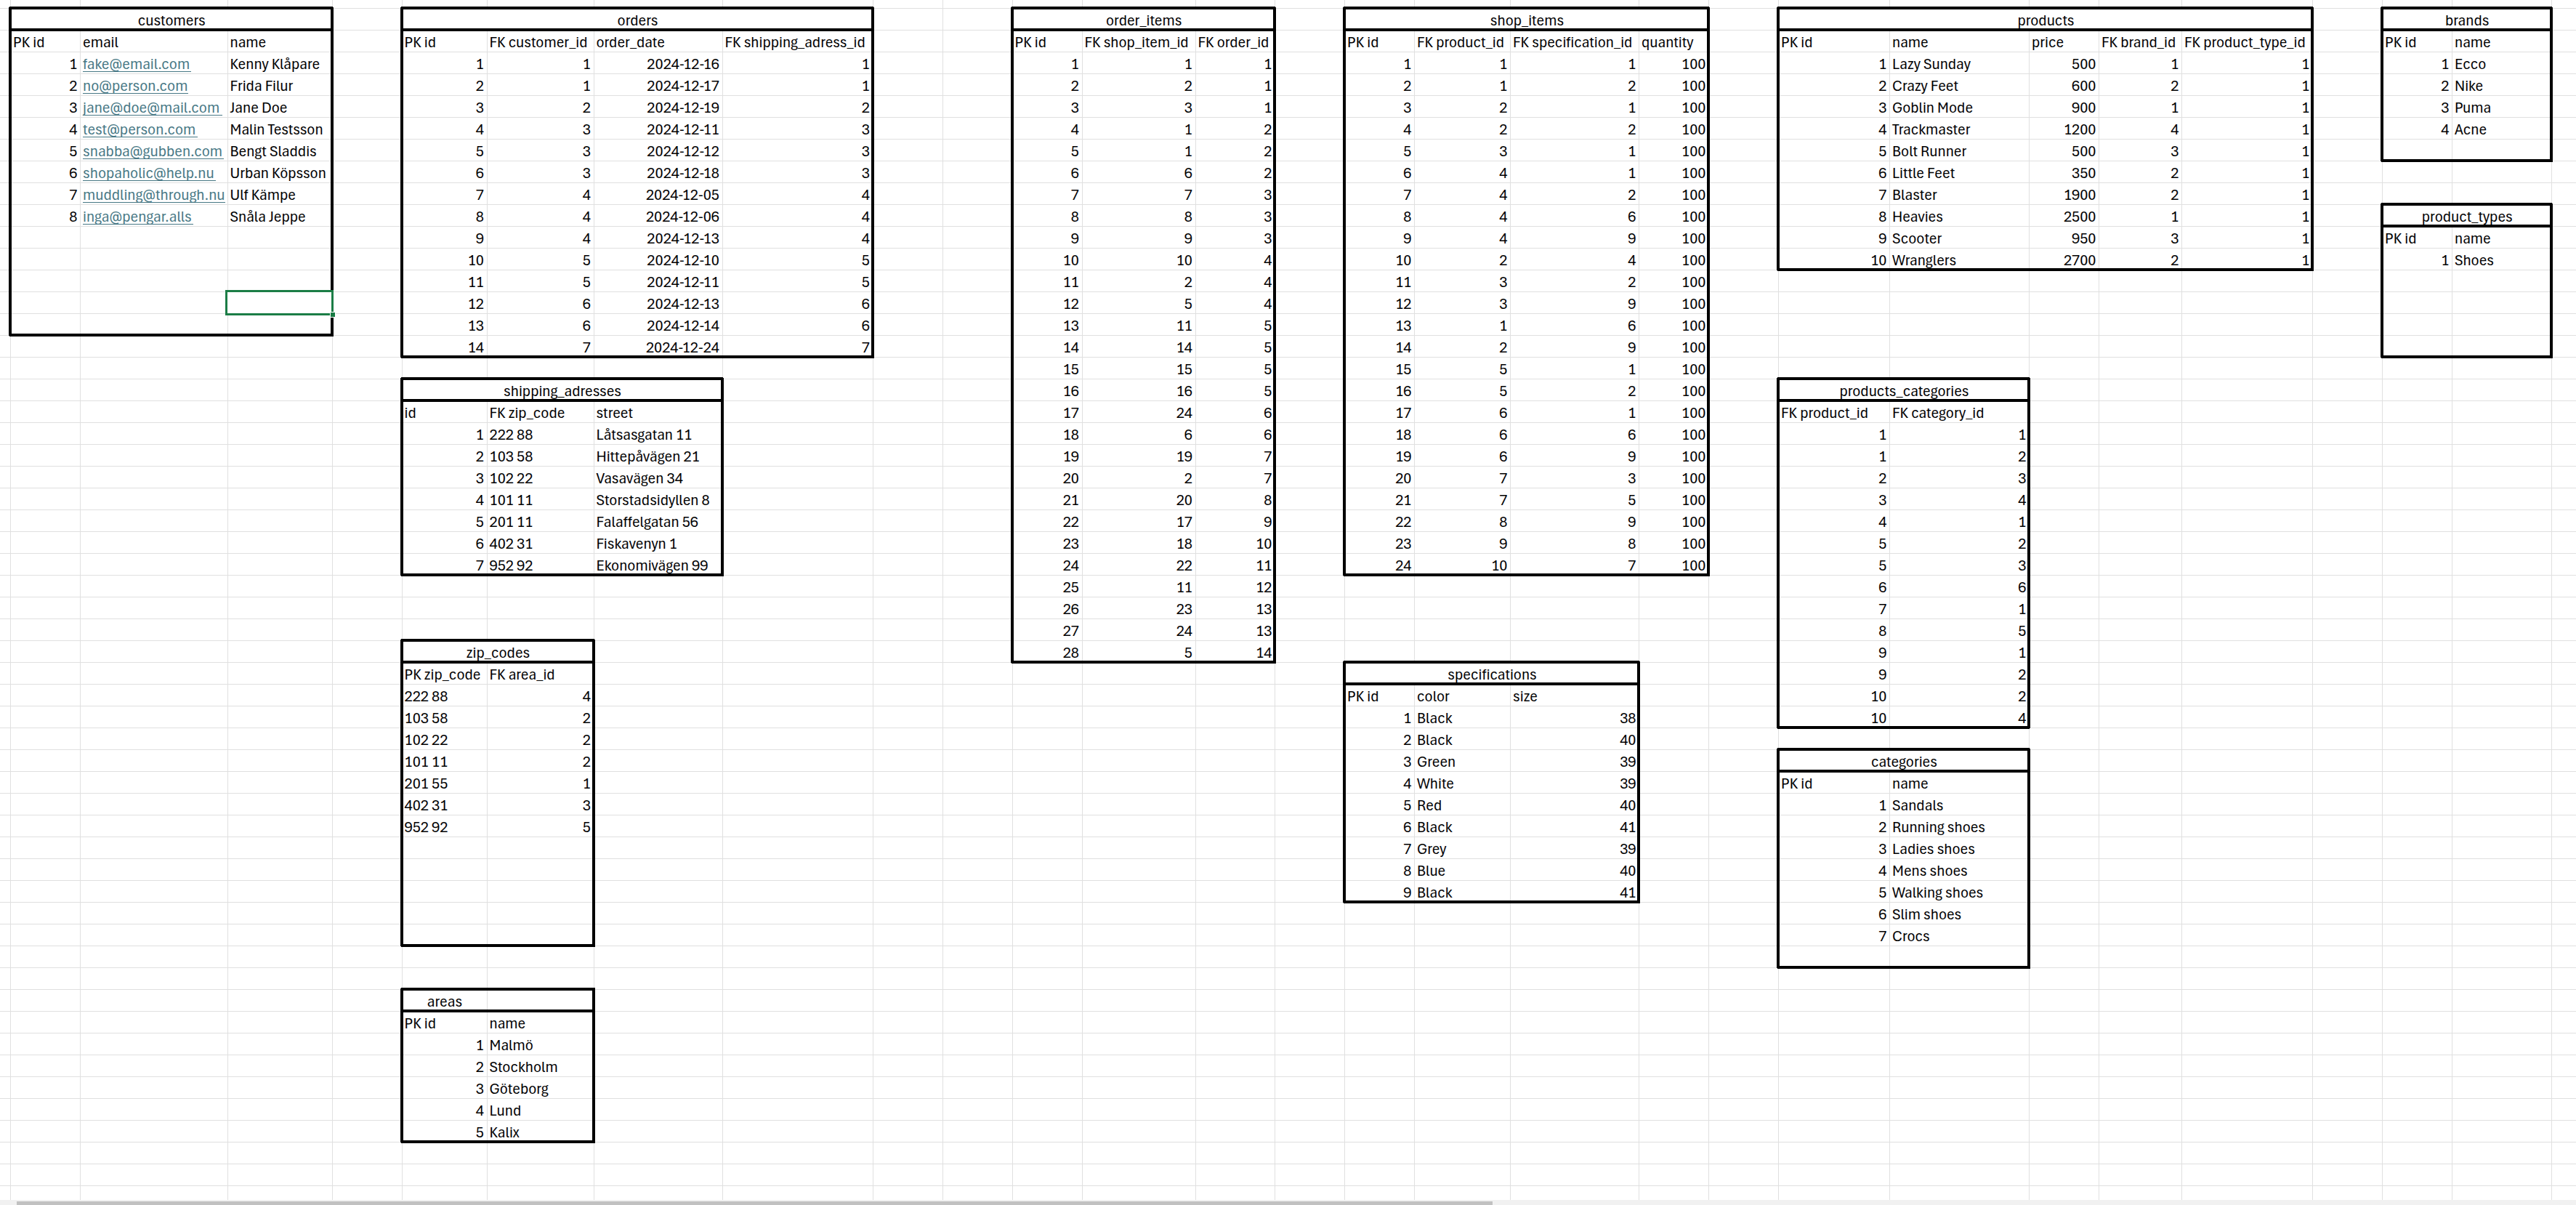 customers
PK id email name
1 fake@email.com Kenny Klåpare
2 no@person.com Frida Filur
3 jane@doe@mail.com Jane Doe
4 test@person.com Malin Testsson
5 snabba@gubben.com Bengt Sladdis
6 shopaholic@help.nu Urban Köpsson
7 muddling@through.nu Ulf Kämpe
8 inga@pengar.alls Snåla Jeppe
orders
PK id FK customer_id order_date FK shipping_adress_id
1 1 2024-12-16 1
2 1 2024-12-17 1
3 2 2024-12-19 2
4 3 2024-12-11 3
5 3 2024-12-12 3
6 3 2024-12-18 3
7 4 2024-12-05 4
8 4 2024-12-06 4
9 4 2024-12-13 4
10 5 2024-12-10 5
11 5 2024-12-11 5
12 6 2024-12-13 6
13 6 2024-12-14 6
14 7 2024-12-24 7
shipping_adresses
id FK zip_code street
1 222 88 Låtsasgatan 11
2 103 58 Hittepåvägen 21
3 102 22 Vasavägen 34
4 101 11 Storstadsidyllen 8
5 201 11 Falaffelgatan 56
6 402 31 Fiskavenyn 1
7 952 92 Ekonomivägen 99
zip_codes
PK zip_code FK area_id
222 88 4
103 58 2
102 22 2
101 11 2
201 55 1
402 31 3
952 92 5
areas
PK id name
1 Malmö
2 Stockholm
3 Göteborg
4 Lund
5 Kalix
order_items
PK id FK shop_item_id FK order_id
1 1 1
2 2 1
3 3 1
4 1 2
5 1 2
6 6 2
7 7 3
8 8 3
9 9 3
10 10 4
11 2 4
12 5 4
13 11 5
14 14 5
15 15 5
16 16 5
17 24 6
18 6 6
19 19 7
20 2 7
21 20 8
22 17 9
23 18 10
24 22 11
25 11 12
26 23 13
27 24 13
28 5 14
shop_items
PK id FK product_id FK specification_id quantity
1 1 1 100
2 1 2 100
3 2 1 100
4 2 2 100
5 3 1 100
6 4 1 100
7 4 2 100
8 4 6 100
9 4 9 100
10 2 4 100
11 3 2 100
12 3 9 100
13 1 6 100
14 2 9 100
15 5 1 100
16 5 2 100
17 6 1 100
18 6 6 100
19 6 9 100
20 7 3 100
21 7 5 100
22 8 9 100
23 9 8 100
24 10 7 100
specifications
PK id color size
1 Black 38
2 Black 40
3 Green 39
4 White 39
5 Red 40
6 Black 41
7 Grey 39
8 Blue 40
9 Black 41
products
PK id name price FK brand_id FK product_type_id
1 Lazy Sunday 500 1 1
2 Crazy Feet 600 2 1
3 Goblin Mode 900 1 1
4 Trackmaster 1200 4 1
5 Bolt Runner 500 3 1
6 Little Feet 350 2 1
7 Blaster 1900 2 1
8 Heavies 2500 1 1
9 Scooter 950 3 1
10 Wranglers 2700 2 1
products_categories
FK product_id FK category_id
1 1
1 2
2 3
3 4
4 1
5 2
5 3
6 6
7 1
8 5
9 1
9 2
10 2
10 4
categories
PK id name
1 Sandals
2 Running shoes
3 Ladies shoes
4 Mens shoes
5 Walking shoes
6 Slim shoes
7 Crocs
brands
PK id name
1 Ecco
2 Nike
3 Puma
4 Acne
product_types
PK id name
1 Shoes